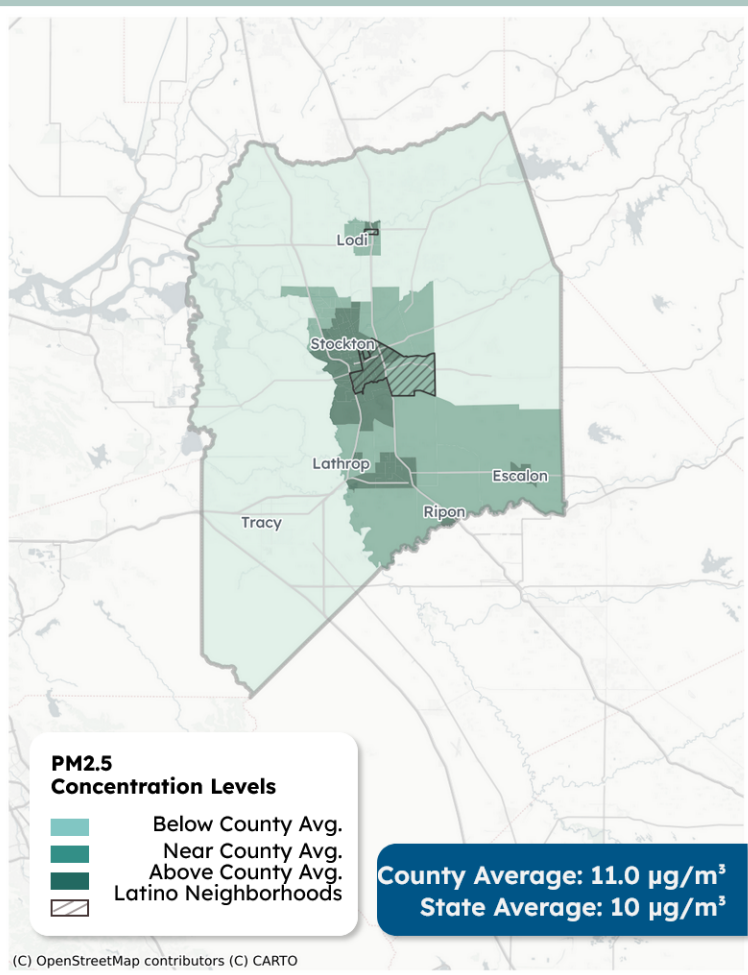 Lodi
Stockton
Lathrop
Escalon
Ripon
Tracy
PM2.5
Concentration Levels
Below County Avg.
Near County Avg.
Above County Avg.
Latino Neighborhoods
County Average: 11.0 µg/m³
State Average: 10 µg/m³
(C) OpenStreetMap contributors (C) CARTO